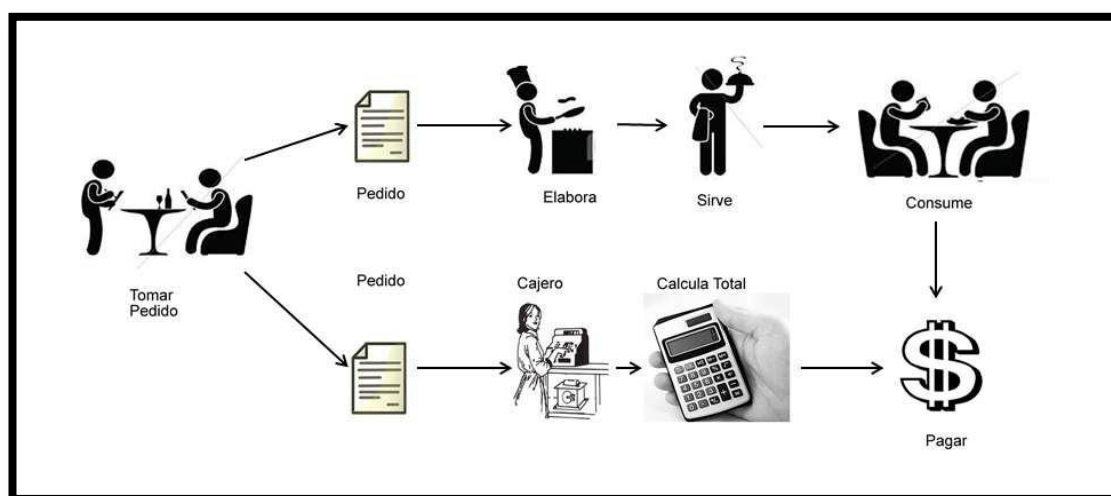 Pedido
Elabora
Sirve
Consume
Tomar
Pedido
Pedido
Cajero
Calcula Total
Pagar